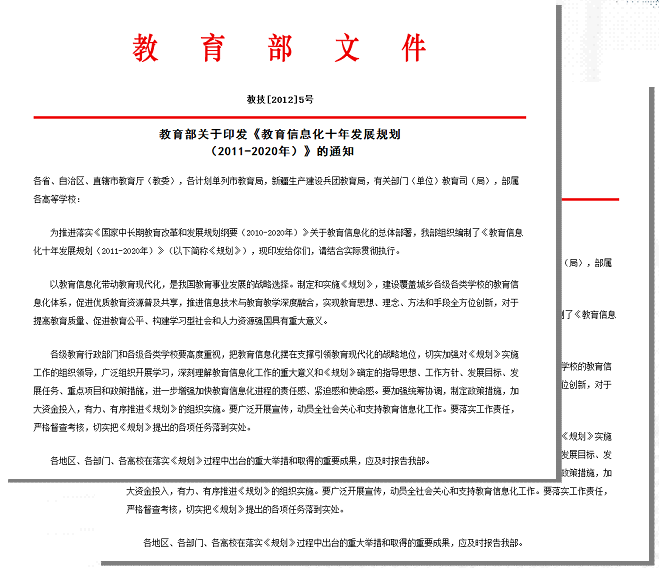 教育部文件
教技[2012]5号
教育部关于印发《教育信息化十年发展规划
（2011-2020年）》的通知
各省、自治区、直辖市教育厅（教委），各计划单列市教育局，新疆生产建设兵团教育局，有关部门（单位）教育司（局），部属
各高等学校：
为推进落实《国家中长期教育改革和发展规划纲要（2010-2020年）》关于教育信息化的总体部署，我部组织编制了《教育信息
化十年发展规划（2011-2020年）》（以下简称《规划》），现印发给你们，请结合实际贯彻执行。
以教育信息化带动教育现代化，是我国教育事业发展的战略选择。制定和实施《规划》，建设覆盖城乡各级各类学校的教育信
息化体系，促进优质教育资源普及共享，推进信息技术与教育教学深度融合，实现教育思想、理念、方法和手段全方位创新，对于
提高教育质量、促进教育公平、构建学习型社会和人力资源强国具有重大意义。
各级教育行政部门和各级各类学校要高度重视，把教育信息化摆在支撑引领教育现代化的战略地位，切实加强对《规划》实施
工作的组织领导，广泛组织开展学习，深刻理解教育信息化工作的重大意义和《规划》确定的指导思想、工作方针、发展目标、发
展任务、重点项目和政策措施，进一步增强加快教育信息化进程的责任感、紧迫感和使命感。要加强统筹协调，制定政策措施，加
大资金投入，有力、有序推进《规划》的组织实施。要广泛开展宣传，动员全社会关心和支持教育信息化工作。要落实工作责任，
严格督查考核，切实把《规划》提出的各项任务落到实处。
各地区、各部门、各高校在落实《规划》过程中出台的重大举措和取得的重要成果，应及时报告我部。
（局），部属
制了《教育信息
学校的教育信
位创新，对于
《规划》实施
发展目标、发
政策措施，加
大资金投入，有力、有序推进《规划》的组织实施。要广泛开展宣传，动员全社会关心和支持教育信息化工作。要落实工作责任，
严格督查考核，切实把《规划》提出的各项任务落到实处。
各地区、各部门、各高校在落实《规划》过程中出台的重大举措和取得的重要成果，应及时报告我部。